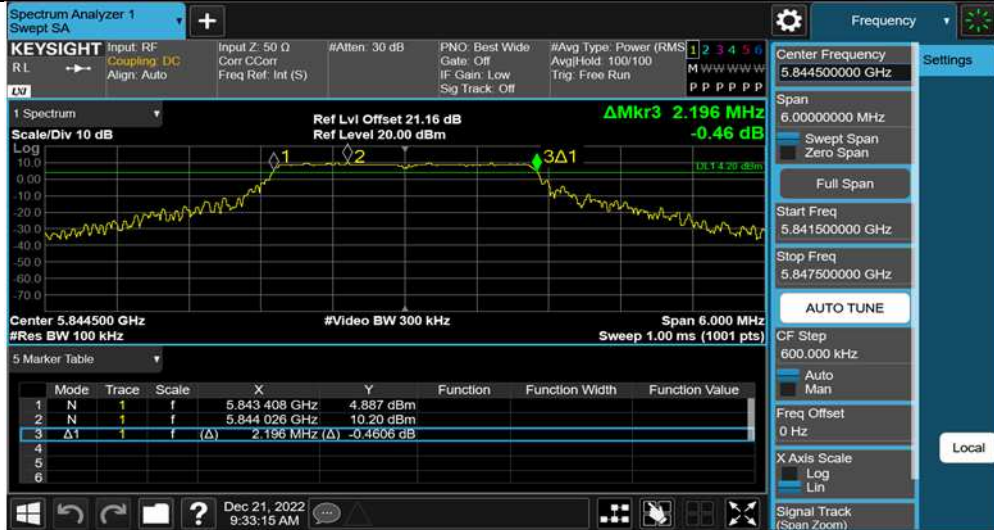 Spectrum Analyzer 1
Swept SA
+
Frequency
KEYSIGHT
RL
LXI
Input: RF
Coupling: DC
Align: Auto
Input Z: 50 Ω
Corr CCorr
Freq Ref: Int (S)
#Atten: 30 dB
PNO: Best Wide
Gate: Off
IF Gain: Low
Sig Track: Off
#Avg Type: Power (RMS
Avg|Hold: 100/100
Trig: Free Run
1 2 3 4 5 6
M W W W W W
P P P P P P
1 Spectrum
Scale/Div 10 dB
Ref Lvl Offset 21.16 dB
Ref Level 20.00 dBm
ΔMkr3 2.196 MHz
-0.46 dB
Log
10.0
0.00
-10.0
-20.0
-30.0
-40.0
-50.0
-60.0
-70.0
1
2
3Δ1
DL1 4.20 dBm
Center 5.844500 GHz
#Res BW 100 kHz
#Video BW 300 kHz
Span 6.000 MHz
Sweep 1.00 ms (1001 pts)
5 Marker Table
Mode Trace Scale X Y Function Function Width Function Value
1 N 1 f 5.843 408 GHz 4.887 dBm
2 N 1 f 5.844 026 GHz 10.20 dBm
3 Δ1 1 f (Δ) 2.196 MHz (Δ) -0.4606 dB
4
5
6
?
Dec 21, 2022
9:33:15 AM
Center Frequency
5.844500000 GHz
Span
6.00000000 MHz
Swept Span
Zero Span
Full Span
Start Freq
5.841500000 GHz
Stop Freq
5.847500000 GHz
AUTO TUNE
CF Step
600.000 kHz
Auto
Man
Freq Offset
0 Hz
X Axis Scale
Log
Lin
Signal Track
(Span Zoom)
Settings
Local